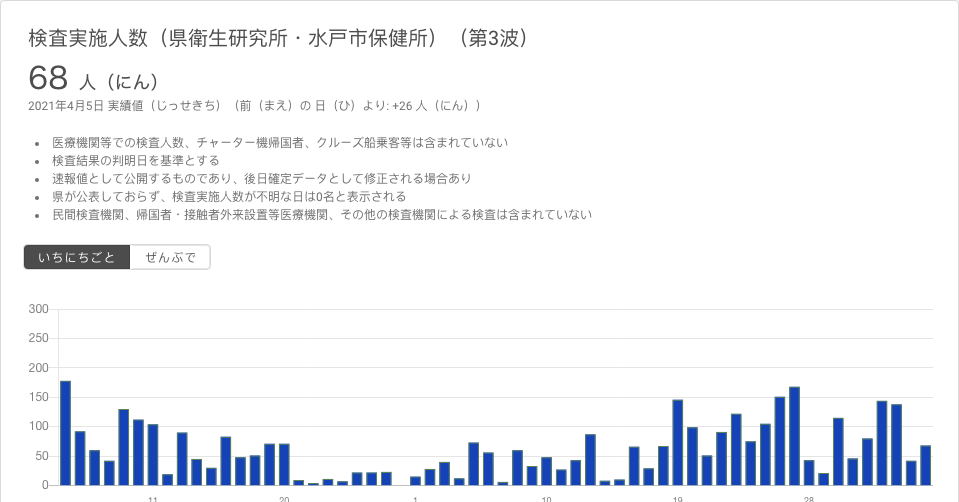 検査実施人数（県衛生研究所・水戸市保健所）（第3波）
68 人（にん）
2021年4月5日 実績値（じっせきち）（前（まえ）の 日（ひ）より: +26 人（にん））
• 医療機関等での検査人数、チャーター機帰国者、クルーズ船乗客等は含まれていない
• 検査結果の判明日を基準とする
• 速報値として公開するものであり、後日確定データとして修正される場合あり
• 県が公表しておらず、検査実施人数が不明な日は0名と表示される
• 民間検査機関、帰国者・接触者外来設置等医療機関、その他の検査機関による検査は含まれていない
いちにちごと ぜんぶで
300
250
200
150
100
50
0
11 20 1 10 19 28